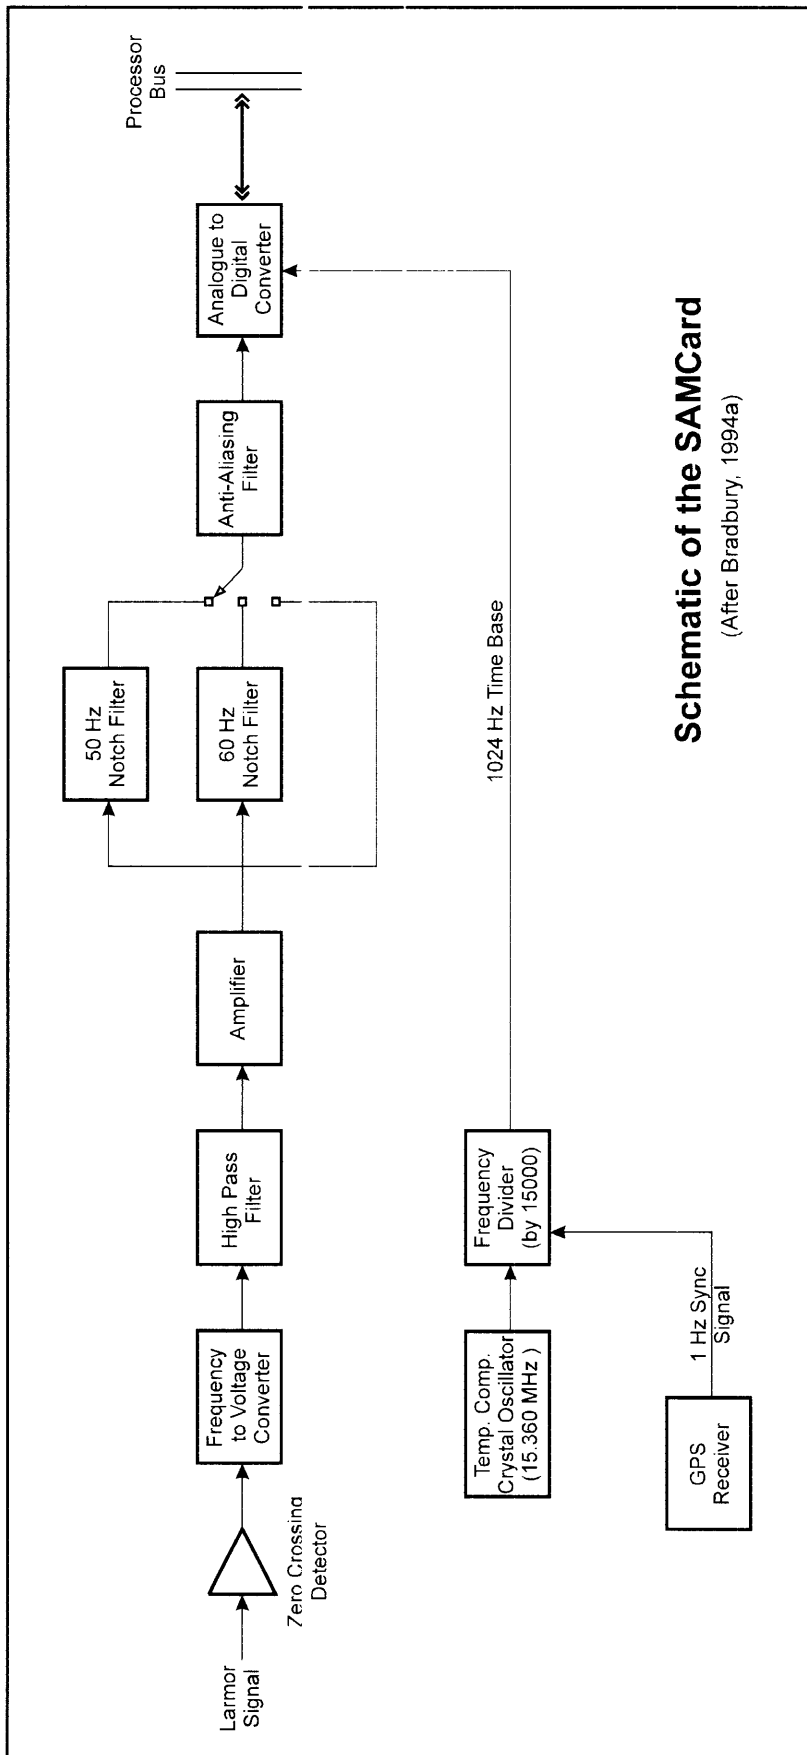 Larmor
Signal
Zero Crossing
Detector
Frequency
to Voltage
Converter
High Pass
Filter
Amplifier
50 Hz
Notch Filter
60 Hz
Notch Filter
Anti-Aliasing
Filter
Analogue to
Digital
Converter
Processor
Bus
Temp. Comp.
Crystal Oscillator
(15.360 MHz )
Frequency
Divider
(by 15000)
1024 Hz Time Base
GPS
Receiver
1 Hz Sync
Signal
Schematic of the SAMCard
(After Bradbury, 1994a)